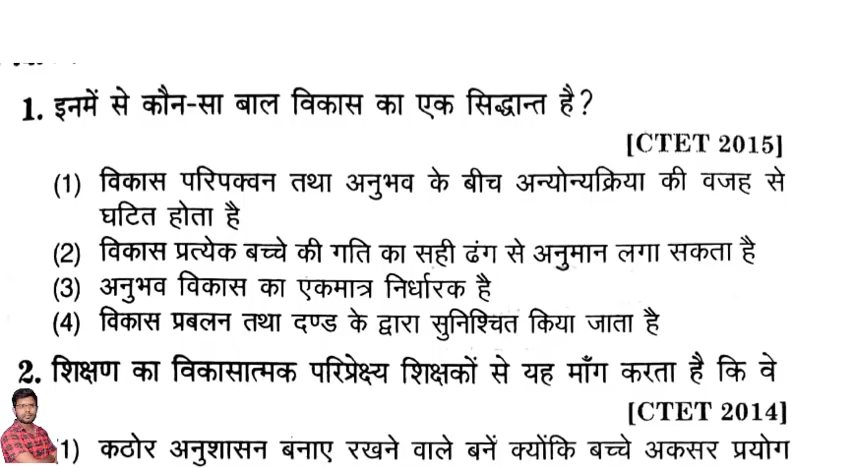 1. इनमें से कौन-सा बाल विकास का एक सिद्धान्त है?
[CTET 2015]
(1) विकास परिपक्वन तथा अनुभव के बीच अन्योन्यक्रिया की वजह से
घटित होता है
(2) विकास प्रत्येक बच्चे की गति का सही ढंग से अनुमान लगा सकता है
(3) अनुभव विकास का एकमात्र निर्धारक है
(4) विकास प्रबलन तथा दण्ड के द्वारा सुनिश्चित किया जाता है
2. शिक्षण का विकासात्मक परिप्रेक्ष्य शिक्षकों से यह माँग करता है कि वे
[CTET 2014]
1) कठोर अनुशासन बनाए रखने वाले बनें क्योंकि बच्चे अकसर प्रयोग